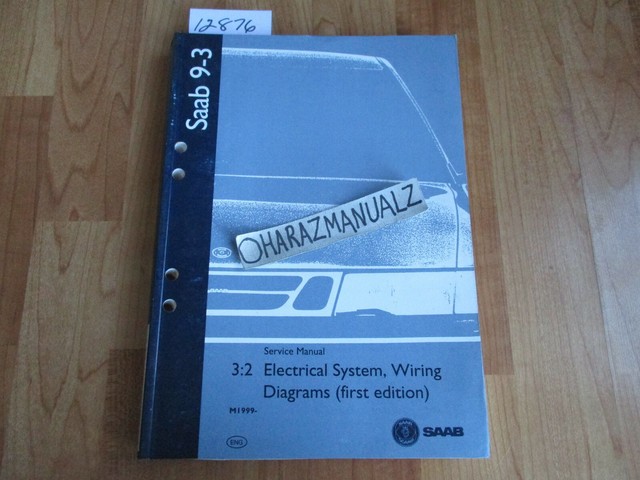 12876
Saab 9-3
OHARAZMANUALZ
Service Manual
3:2 Electrical System, Wiring
Diagrams (first edition)
M1999-
ENG
SAAB